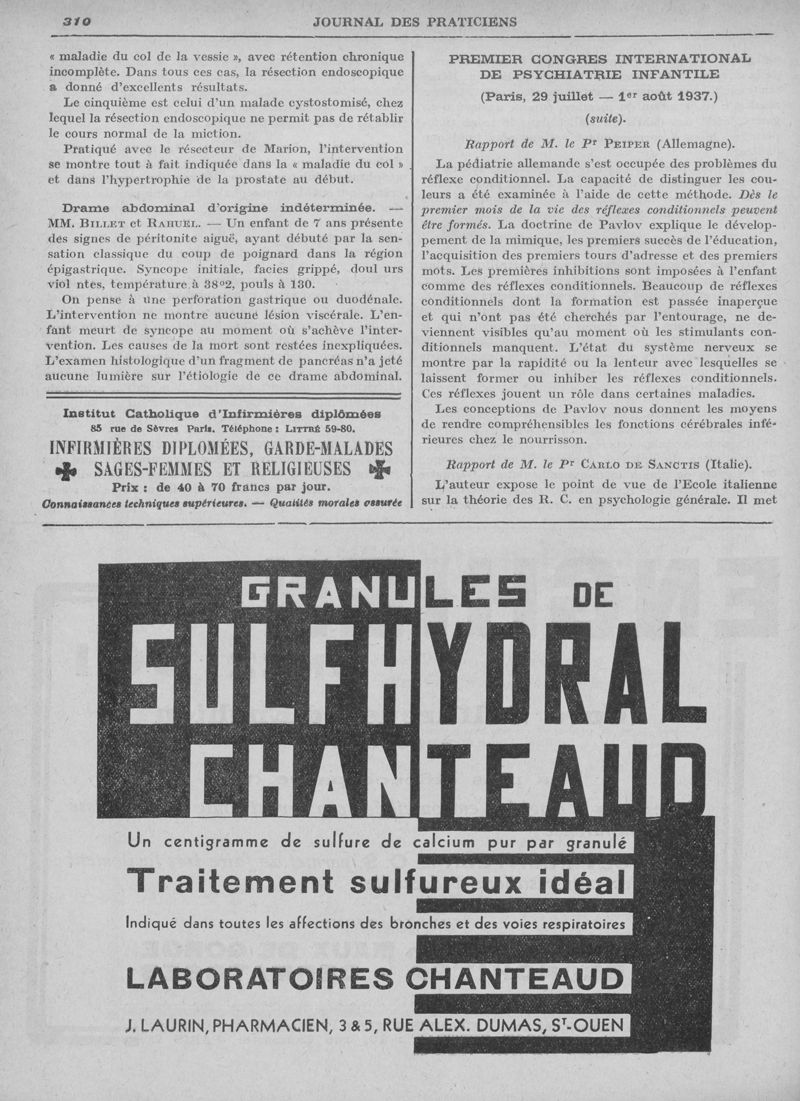 310
JOURNAL DES PRATICIENS
« maladie du col de la vessie », avec rétention chronique
incomplète. Dans tous ces cas, la résection endoscopique
a donné d'excellents résultats.
Le cinquième est celui d'un malade cystostomisé, chez
lequel la résection endoscopique ne permit pas de rétablir
le cours normal de la miction.
Pratiqué avec le résecteur de Marion, l'intervention
se montre tout à fait indiquée dans la « maladie du col »
et dans l'hypertrophie de la prostate au début.
Drame abdominal d'origine indéterminée. —
MM. BILLET et RAHUEL. — Un enfant de 7 ans présente
des signes de péritonite aiguë, ayant débuté par la sen-
sation classique du coup de poignard dans la région
épigastrique. Syncope initiale, facies grippé, doul urs
viol ntes, température à 38°2, pouls à 130.
On pense à une perforation gastrique ou duodénale.
L'intervention ne montre aucune lésion viscérale. L'en-
fant meurt de syncope au moment où s'achève l'inter-
vention. Les causes de la mort sont restées inexpliquées.
L'examen histologique d'un fragment de pancréas n'a jeté
aucune lumière sur l'étiologie de ce drame abdominal.
Institut Catholique d'Infirmières diplômées
85 rue de Sèvres Paris. Téléphone : LITTRÉ 59-80.
INFIRMIÈRES DIPLOMÉES, GARDE-MALADES
SAGES-FEMMES ET RELIGIEUSES
Prix : de 40 à 70 francs par jour.
Connaissances techniques supérieures. — Qualités morales assurée
PREMIER CONGRES INTERNATIONAL
DE PSYCHIATRIE INFANTILE
(Paris, 29 juillet — 1er août 1937.)
(suite).
Rapport de M. le Pr PEIPER (Allemagne).
La pédiatrie allemande s'est occupée des problèmes du
réflexe conditionnel. La capacité de distinguer les cou-
leurs a été examinée à l'aide de cette méthode. Dès le
premier mois de la vie des réflexes conditionnels peuvent
être formés. La doctrine de Pavlov explique le dévelop-
pement de la mimique, les premiers succès de l'éducation,
l'acquisition des premiers tours d'adresse et des premiers
mots. Les premières inhibitions sont imposées à l'enfant
comme des réflexes conditionnels. Beaucoup de réflexes
conditionnels dont la formation est passée inaperçue
et qui n'ont pas été cherchés par l'entourage, ne de-
viennent visibles qu'au moment où les stimulants con-
ditionnels manquent. L'état du système nerveux se
montre par la rapidité ou la lenteur avec lesquelles se
laissent former ou inhiber les réflexes conditionnels.
Ces réflexes jouent un rôle dans certaines maladies.
Les conceptions de Pavlov nous donnent les moyens
de rendre compréhensibles les fonctions cérébrales infé-
rieures chez le nourrisson.
Rapport de M. le Pr CARLO DE SANCTIS (Italie).
L'auteur expose le point de vue de l'Ecole italienne
sur la théorie des R. C. en psychologie générale. Il met
GRANULES DE
SULFHYDRAL
CHANTEAUD
Un centigramme de sulfure de calcium pur par granulé
Traitement sulfureux idéal
Indiqué dans toutes les affections des bronches et des voies respiratoires
LABORATOIRES CHANTEAUD
J. LAURIN, PHARMACIEN, 3 & 5, RUE ALEX. DUMAS, ST-OUEN